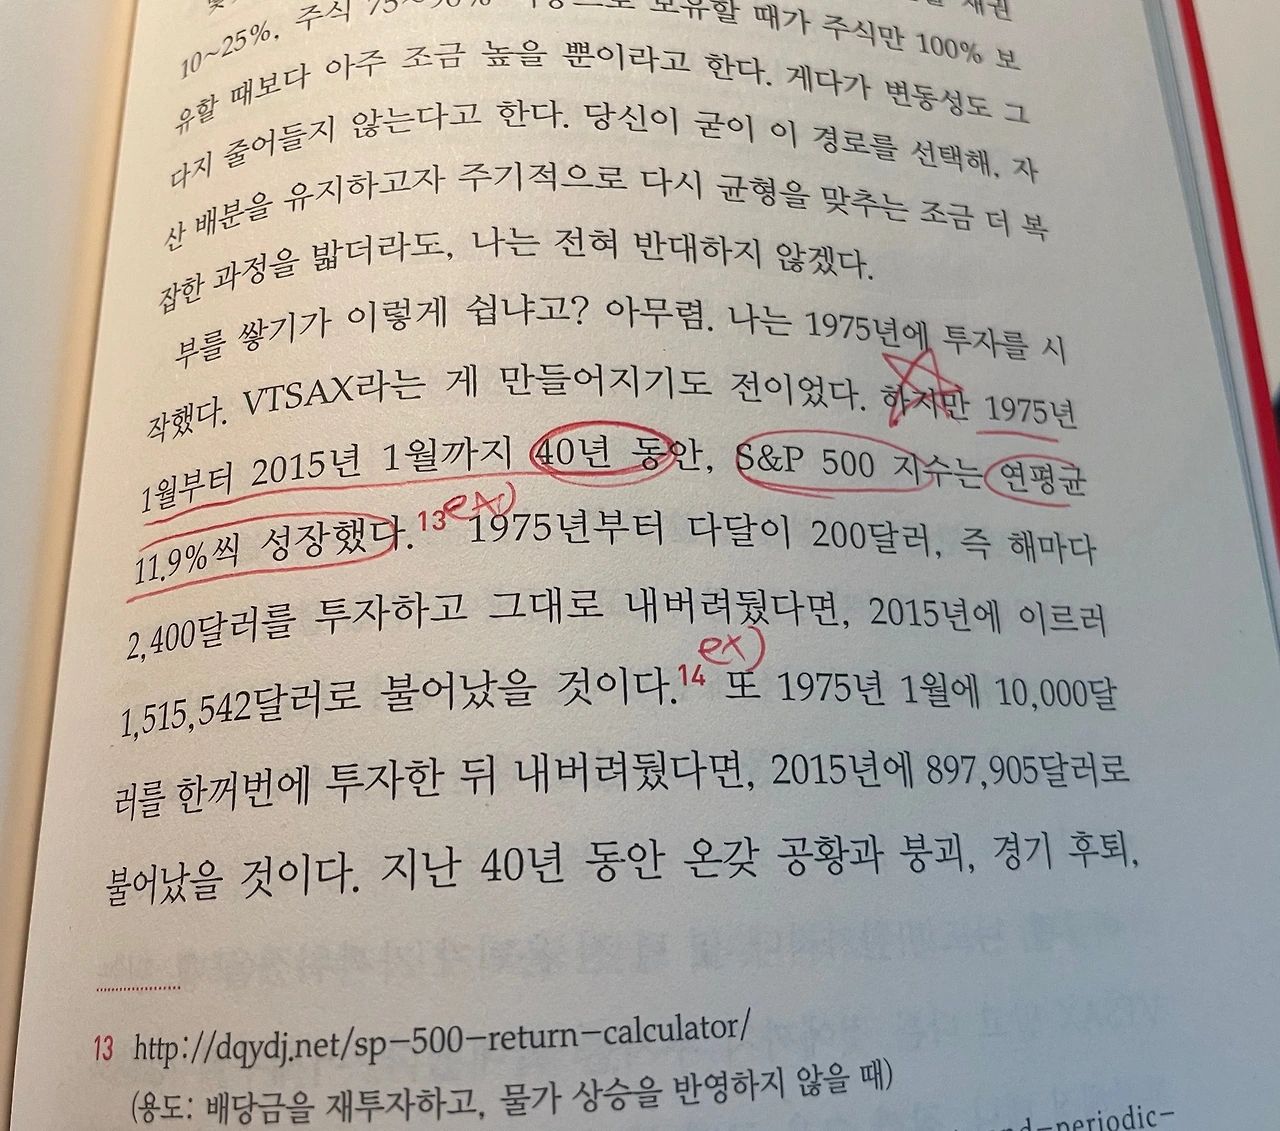 채권
10~25%, 주식 보유할 때가 주식만 100% 보
유할 때보다 아주 조금 높을 뿐이라고 한다. 게다가 변동성도 그
다지 줄어들지 않는다고 한다. 당신이 굳이 이 경로를 선택해, 자
산 배분을 유지하고자 주기적으로 다시 균형을 맞추는 조금 더 복
잡한 과정을 밟더라도, 나는 전혀 반대하지 않겠다.
부를 쌓기가 이렇게 쉽냐고? 아무렴. 나는 1975년에 투자를 시
작했다. VTSAX라는 게 만들어지기도 전이었다. 하지만 1975년
1월부터 2015년 1월까지 40년 동안, S&P 500 지수는 연평균
11.9%씩 성장했다.13 ex) 1975년부터 다달이 200달러, 즉 해마다
2,400달러를 투자하고 그대로 내버려뒀다면, 2015년에 이르러
1,515,542달러로 불어났을 것이다.14 ex) 또 1975년 1월에 10,000달
러를 한꺼번에 투자한 뒤 내버려뒀다면, 2015년에 897,905달러로
불어났을 것이다. 지난 40년 동안 온갖 공황과 붕괴, 경기 후퇴,
13 http://dqydj.net/sp-500-return-calculator/
(용도: 배당금을 재투자하고, 물가 상승을 반영하지 않을 때)
nd-periodic-